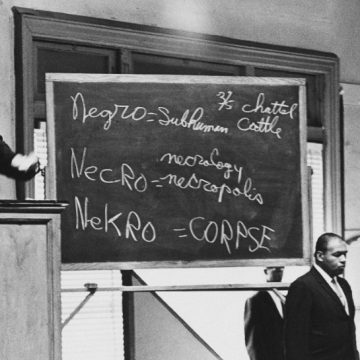 Negro = Subhuman 3/5 chattel
cattle
necrology
NecRo = necropolis
NeKRO = CORPSE